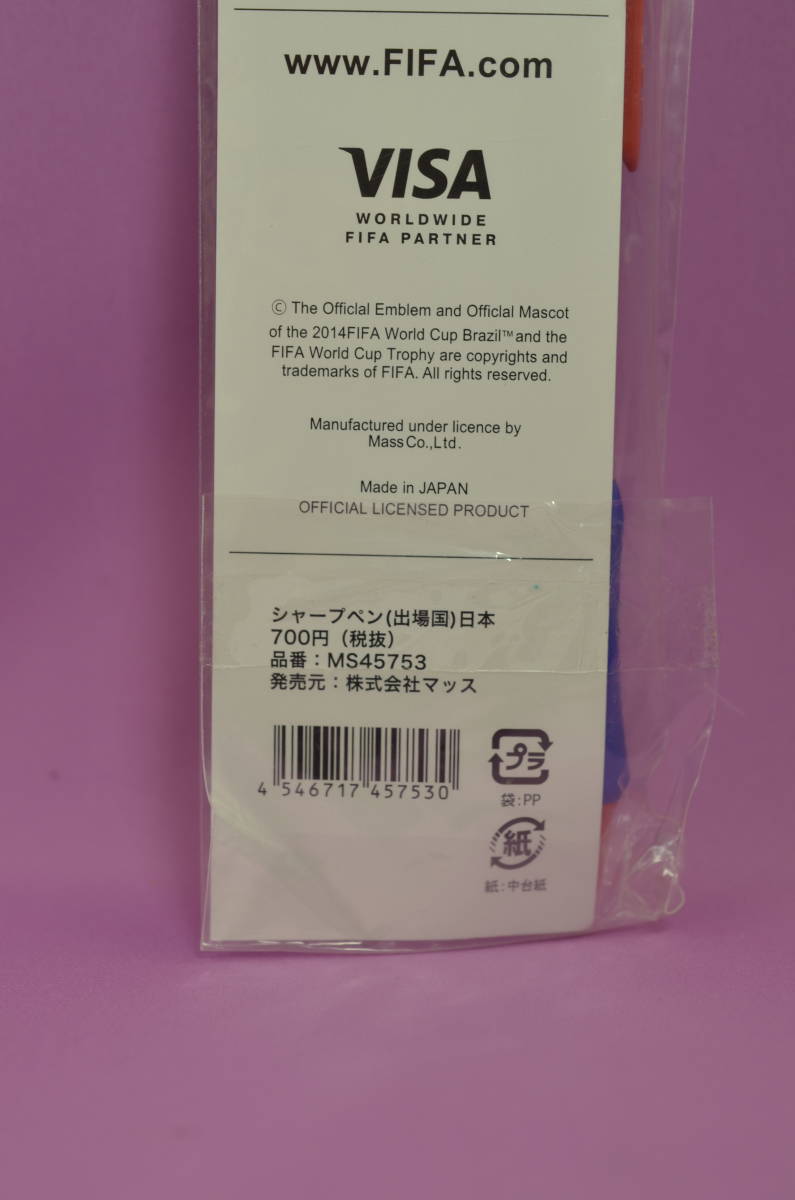 www.FIFA.com
VISA
WORLDWIDE
FIFA PARTNER
© The Official Emblem and Official Mascot
of the 2014FIFA World Cup Brazil™ and the
FIFA World Cup Trophy are copyrights and
trademarks of FIFA. All rights reserved.
Manufactured under licence by
Mass Co.,Ltd.
Made in JAPAN
OFFICIAL LICENSED PRODUCT
シャープペン(出場国)日本
700円（税抜）
品番：MS45753
発売元：株式会社マッス
4 546717 457530
プラ
袋：PP
紙
紙：中台紙